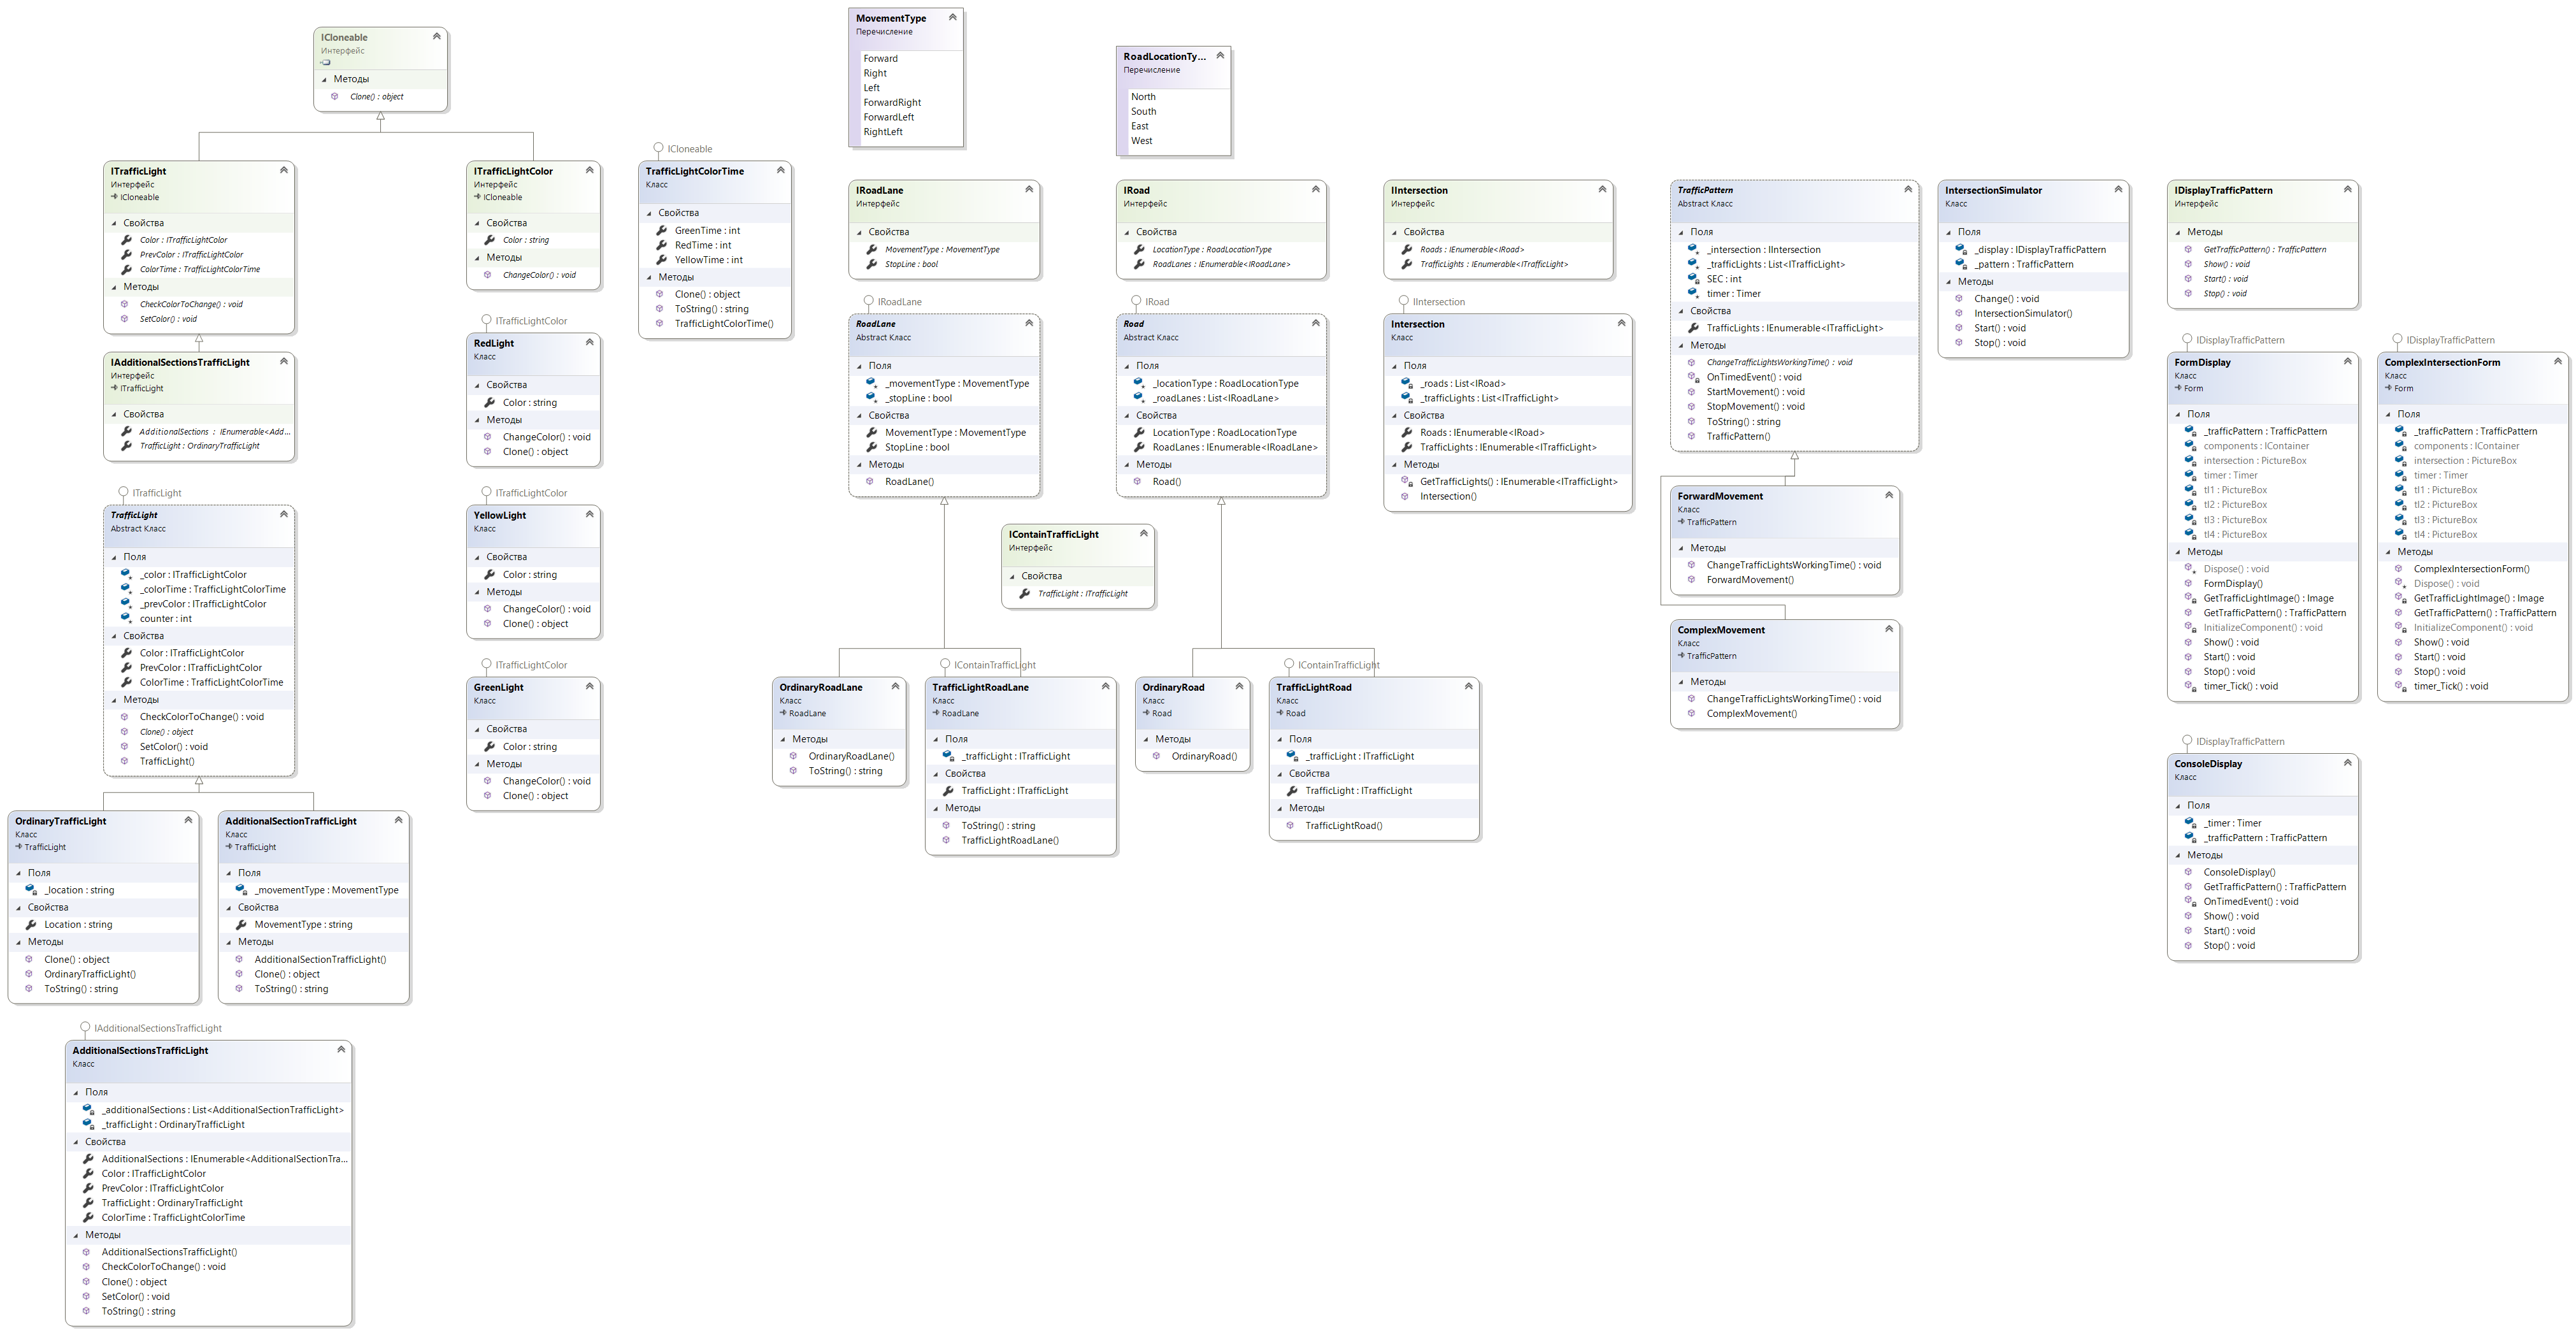 ICloneable
Интерфейс
Методы
Clone() : object
ITrafficLight
Интерфейс
ICloneable
Свойства
Color : ITrafficLightColor
PrevColor : ITrafficLightColor
ColorTime : TrafficLightColorTime
Методы
CheckColorToChange() : void
SetColor() : void
IAdditionalSectionsTrafficLight
Интерфейс
ITrafficLight
Свойства
AdditionalSections : IEnumerable<Add...
TrafficLight : OrdinaryTrafficLight
ITrafficLight
TrafficLight
Abstract Класс
Поля
_color : ITrafficLightColor
_colorTime : TrafficLightColorTime
_prevColor : ITrafficLightColor
counter : int
Свойства
Color : ITrafficLightColor
PrevColor : ITrafficLightColor
ColorTime : TrafficLightColorTime
Методы
CheckColorToChange() : void
Clone() : object
SetColor() : void
TrafficLight()
OrdinaryTrafficLight
Класс
TrafficLight
Поля
_location : string
Свойства
Location : string
Методы
Clone() : object
OrdinaryTrafficLight()
ToString() : string
AdditionalSectionTrafficLight
Класс
TrafficLight
Поля
_movementType : MovementType
Свойства
MovementType : string
Методы
AdditionalSectionTrafficLight()
Clone() : object
ToString() : string
IAdditionalSectionsTrafficLight
AdditionalSectionsTrafficLight
Класс
Поля
_additionalSections : List<AdditionalSectionTrafficLight>
_trafficLight : OrdinaryTrafficLight
Свойства
AdditionalSections : IEnumerable<AdditionalSectionTra...
Color : ITrafficLightColor
PrevColor : ITrafficLightColor
TrafficLight : OrdinaryTrafficLight
ColorTime : TrafficLightColorTime
Методы
AdditionalSectionsTrafficLight()
CheckColorToChange() : void
Clone() : object
SetColor() : void
ToString() : string
ITrafficLightColor
Интерфейс
ICloneable
Свойства
Color : string
Методы
ChangeColor() : void
ITrafficLightColor
RedLight
Класс
Свойства
Color : string
Методы
ChangeColor() : void
Clone() : object
ITrafficLightColor
YellowLight
Класс
Свойства
Color : string
Методы
ChangeColor() : void
Clone() : object
ITrafficLightColor
GreenLight
Класс
Свойства
Color : string
Методы
ChangeColor() : void
Clone() : object
ICloneable
TrafficLightColorTime
Класс
Свойства
GreenTime : int
RedTime : int
YellowTime : int
Методы
Clone() : object
ToString() : string
TrafficLightColorTime()
MovementType
Перечисление
Forward
Right
Left
ForwardRight
ForwardLeft
RightLeft
IRoadLane
Интерфейс
Свойства
MovementType : MovementType
StopLine : bool
IRoadLane
RoadLane
Abstract Класс
Поля
_movementType : MovementType
_stopLine : bool
Свойства
MovementType : MovementType
StopLine : bool
Методы
RoadLane()
OrdinaryRoadLane
Класс
RoadLane
Методы
OrdinaryRoadLane()
ToString() : string
IContainTrafficLight
TrafficLightRoadLane
Класс
RoadLane
Поля
_trafficLight : ITrafficLight
Свойства
TrafficLight : ITrafficLight
Методы
ToString() : string
TrafficLightRoadLane()
IContainTrafficLight
Интерфейс
Свойства
TrafficLight : ITrafficLight
RoadLocationTy...
Перечисление
North
South
East
West
IRoad
Интерфейс
Свойства
LocationType : RoadLocationType
RoadLanes : IEnumerable<IRoadLane>
IRoad
Road
Abstract Класс
Поля
_locationType : RoadLocationType
_roadLanes : List<IRoadLane>
Свойства
LocationType : RoadLocationType
RoadLanes : IEnumerable<IRoadLane>
Методы
Road()
OrdinaryRoad
Класс
Road
Методы
OrdinaryRoad()
IContainTrafficLight
TrafficLightRoad
Класс
Road
Поля
_trafficLight : ITrafficLight
Свойства
TrafficLight : ITrafficLight
Методы
TrafficLightRoad()
IIntersection
Интерфейс
Свойства
Roads : IEnumerable<IRoad>
TrafficLights : IEnumerable<ITrafficLight>
IIntersection
Intersection
Класс
Поля
_roads : List<IRoad>
_trafficLights : List<ITrafficLight>
Свойства
Roads : IEnumerable<IRoad>
TrafficLights : IEnumerable<ITrafficLight>
Методы
GetTrafficLights() : IEnumerable<ITrafficLight>
Intersection()
TrafficPattern
Abstract Класс
Поля
_intersection : IIntersection
_trafficLights : List<ITrafficLight>
SEC : int
timer : Timer
Свойства
TrafficLights : IEnumerable<ITrafficLight>
Методы
ChangeTrafficLightsWorkingTime() : void
OnTimedEvent() : void
StartMovement() : void
StopMovement() : void
ToString() : string
TrafficPattern()
ForwardMovement
Класс
TrafficPattern
Методы
ChangeTrafficLightsWorkingTime() : void
ForwardMovement()
ComplexMovement
Класс
TrafficPattern
Методы
ChangeTrafficLightsWorkingTime() : void
ComplexMovement()
IntersectionSimulator
Класс
Поля
_display : IDisplayTrafficPattern
_pattern : TrafficPattern
Методы
Change() : void
IntersectionSimulator()
Start() : void
Stop() : void
IDisplayTrafficPattern
Интерфейс
Методы
GetTrafficPattern() : TrafficPattern
Show() : void
Start() : void
Stop() : void
IDisplayTrafficPattern
FormDisplay
Класс
Form
Поля
_trafficPattern : TrafficPattern
components : IContainer
intersection : PictureBox
timer : Timer
tl1 : PictureBox
tl2 : PictureBox
tl3 : PictureBox
tl4 : PictureBox
Методы
Dispose() : void
FormDisplay()
GetTrafficLightImage() : Image
GetTrafficPattern() : TrafficPattern
InitializeComponent() : void
Show() : void
Start() : void
Stop() : void
timer_Tick() : void
IDisplayTrafficPattern
ComplexIntersectionForm
Класс
Form
Поля
_trafficPattern : TrafficPattern
components : IContainer
intersection : PictureBox
timer : Timer
tl1 : PictureBox
tl2 : PictureBox
tl3 : PictureBox
tl4 : PictureBox
Методы
ComplexIntersectionForm()
Dispose() : void
GetTrafficLightImage() : Image
GetTrafficPattern() : TrafficPattern
InitializeComponent() : void
Show() : void
Start() : void
Stop() : void
timer_Tick() : void
IDisplayTrafficPattern
ConsoleDisplay
Класс
Поля
_timer : Timer
_trafficPattern : TrafficPattern
Методы
ConsoleDisplay()
GetTrafficPattern() : TrafficPattern
OnTimedEvent() : void
Show() : void
Start() : void
Stop() : void